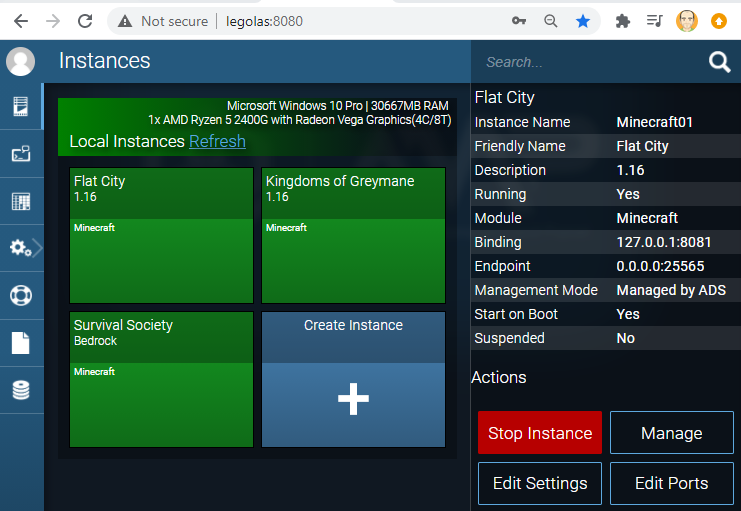 Not secure | legolas:8080
Instances
Search...
Microsoft Windows 10 Pro | 30667MB RAM
1x AMD Ryzen 5 2400G with Radeon Vega Graphics(4C/8T)
Local Instances Refresh
Flat City
1.16
Minecraft
Kingdoms of Greymane
1.16
Minecraft
Survival Society
Bedrock
Minecraft
Create Instance
Flat City
Instance Name Minecraft01
Friendly Name Flat City
Description 1.16
Running Yes
Module Minecraft
Binding 127.0.0.1:8081
Endpoint 0.0.0.0:25565
Management Mode Managed by ADS
Start on Boot Yes
Suspended No
Actions
Stop Instance Manage
Edit Settings Edit Ports